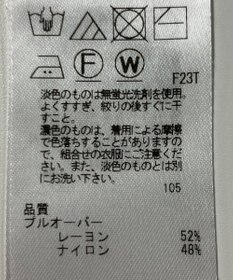 F
W
F23T
淡色のものは無蛍光洗剤を使用。
よくすすぎ、絞りの後すぐに干
すこと。
濃色のものは、着用による摩擦
で色落ちすることがありますの
で、組合せの衣服にご注意くだ
さい。また、淡色のものとは別
にお洗い下さい。
105
品質
プルオーバー
レーヨン 52%
ナイロン 48%